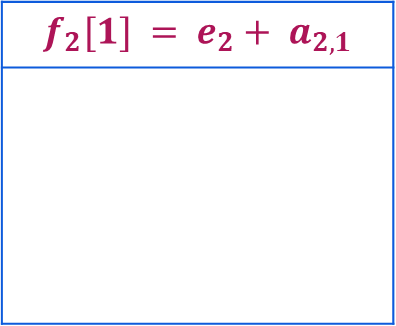 f₂[1] = e₂ + a₂,₁